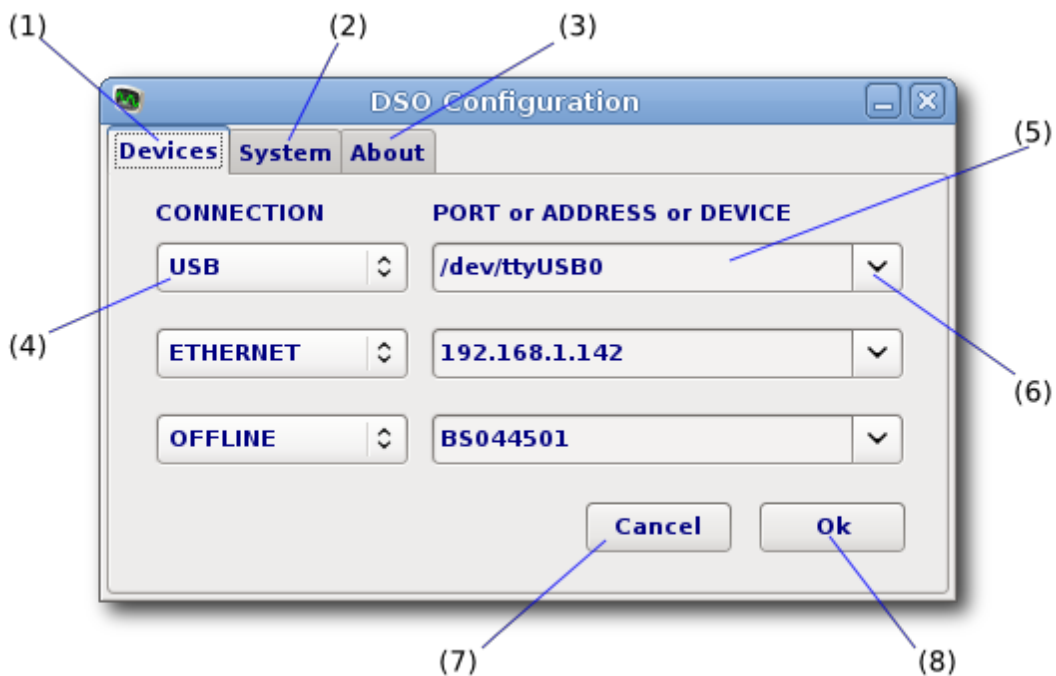 (1) (2) (3)
DSO Configuration
(5)
Devices System About
CONNECTION PORT or ADDRESS or DEVICE
USB /dev/ttyUSB0
(4)
ETHERNET 192.168.1.142
(6)
OFFLINE BS044501
Cancel Ok
(7) (8)